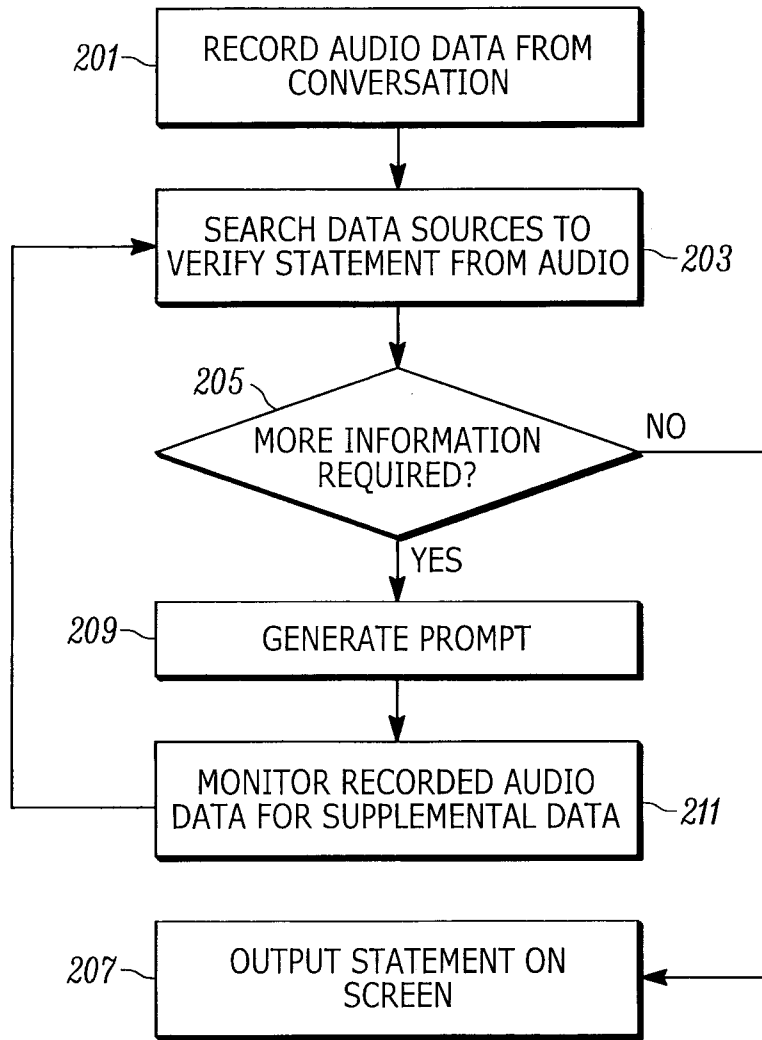 201
RECORD AUDIO DATA FROM
CONVERSATION
SEARCH DATA SOURCES TO
VERIFY STATEMENT FROM AUDIO
203
205
MORE INFORMATION
REQUIRED?
NO
YES
209
GENERATE PROMPT
MONITOR RECORDED AUDIO
DATA FOR SUPPLEMENTAL DATA
211
207
OUTPUT STATEMENT ON
SCREEN